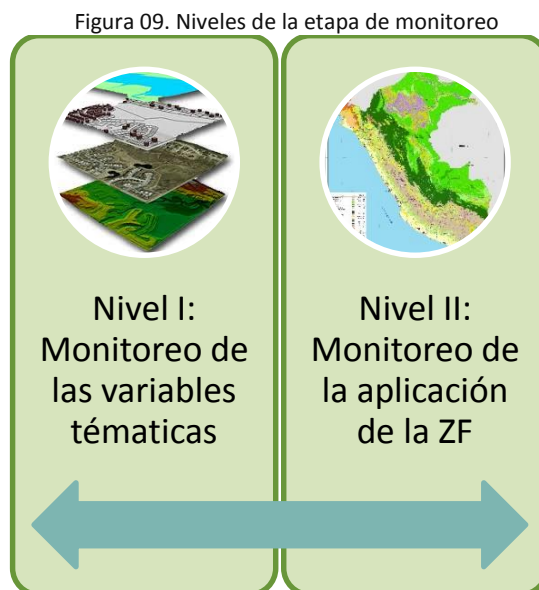 Figura 09. Niveles de la etapa de monitoreo
Nivel I:
Monitoreo de
las variables
tématicas
Nivel II:
Monitoreo de
la aplicación
de la ZF